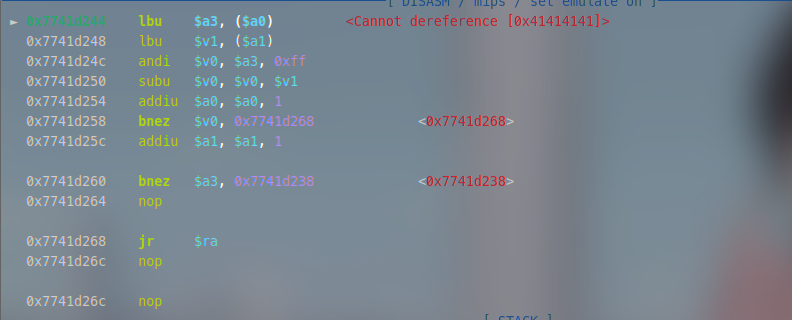 [ DISASM / mips / set emulate on ]
► 0x7741d244 lbu $a3, ($a0) <Cannot dereference [0x41414141]>
0x7741d248 lbu $v1, ($a1)
0x7741d24c andi $v0, $a3, 0xff
0x7741d250 subu $v0, $v0, $v1
0x7741d254 addiu $a0, $a0, 1
0x7741d258 bnez $v0, 0x7741d268 <0x7741d268>
0x7741d25c addiu $a1, $a1, 1
0x7741d260 bnez $a3, 0x7741d238 <0x7741d238>
0x7741d264 nop
0x7741d268 jr $ra
0x7741d26c nop
0x7741d26c nop
[ STACK ]